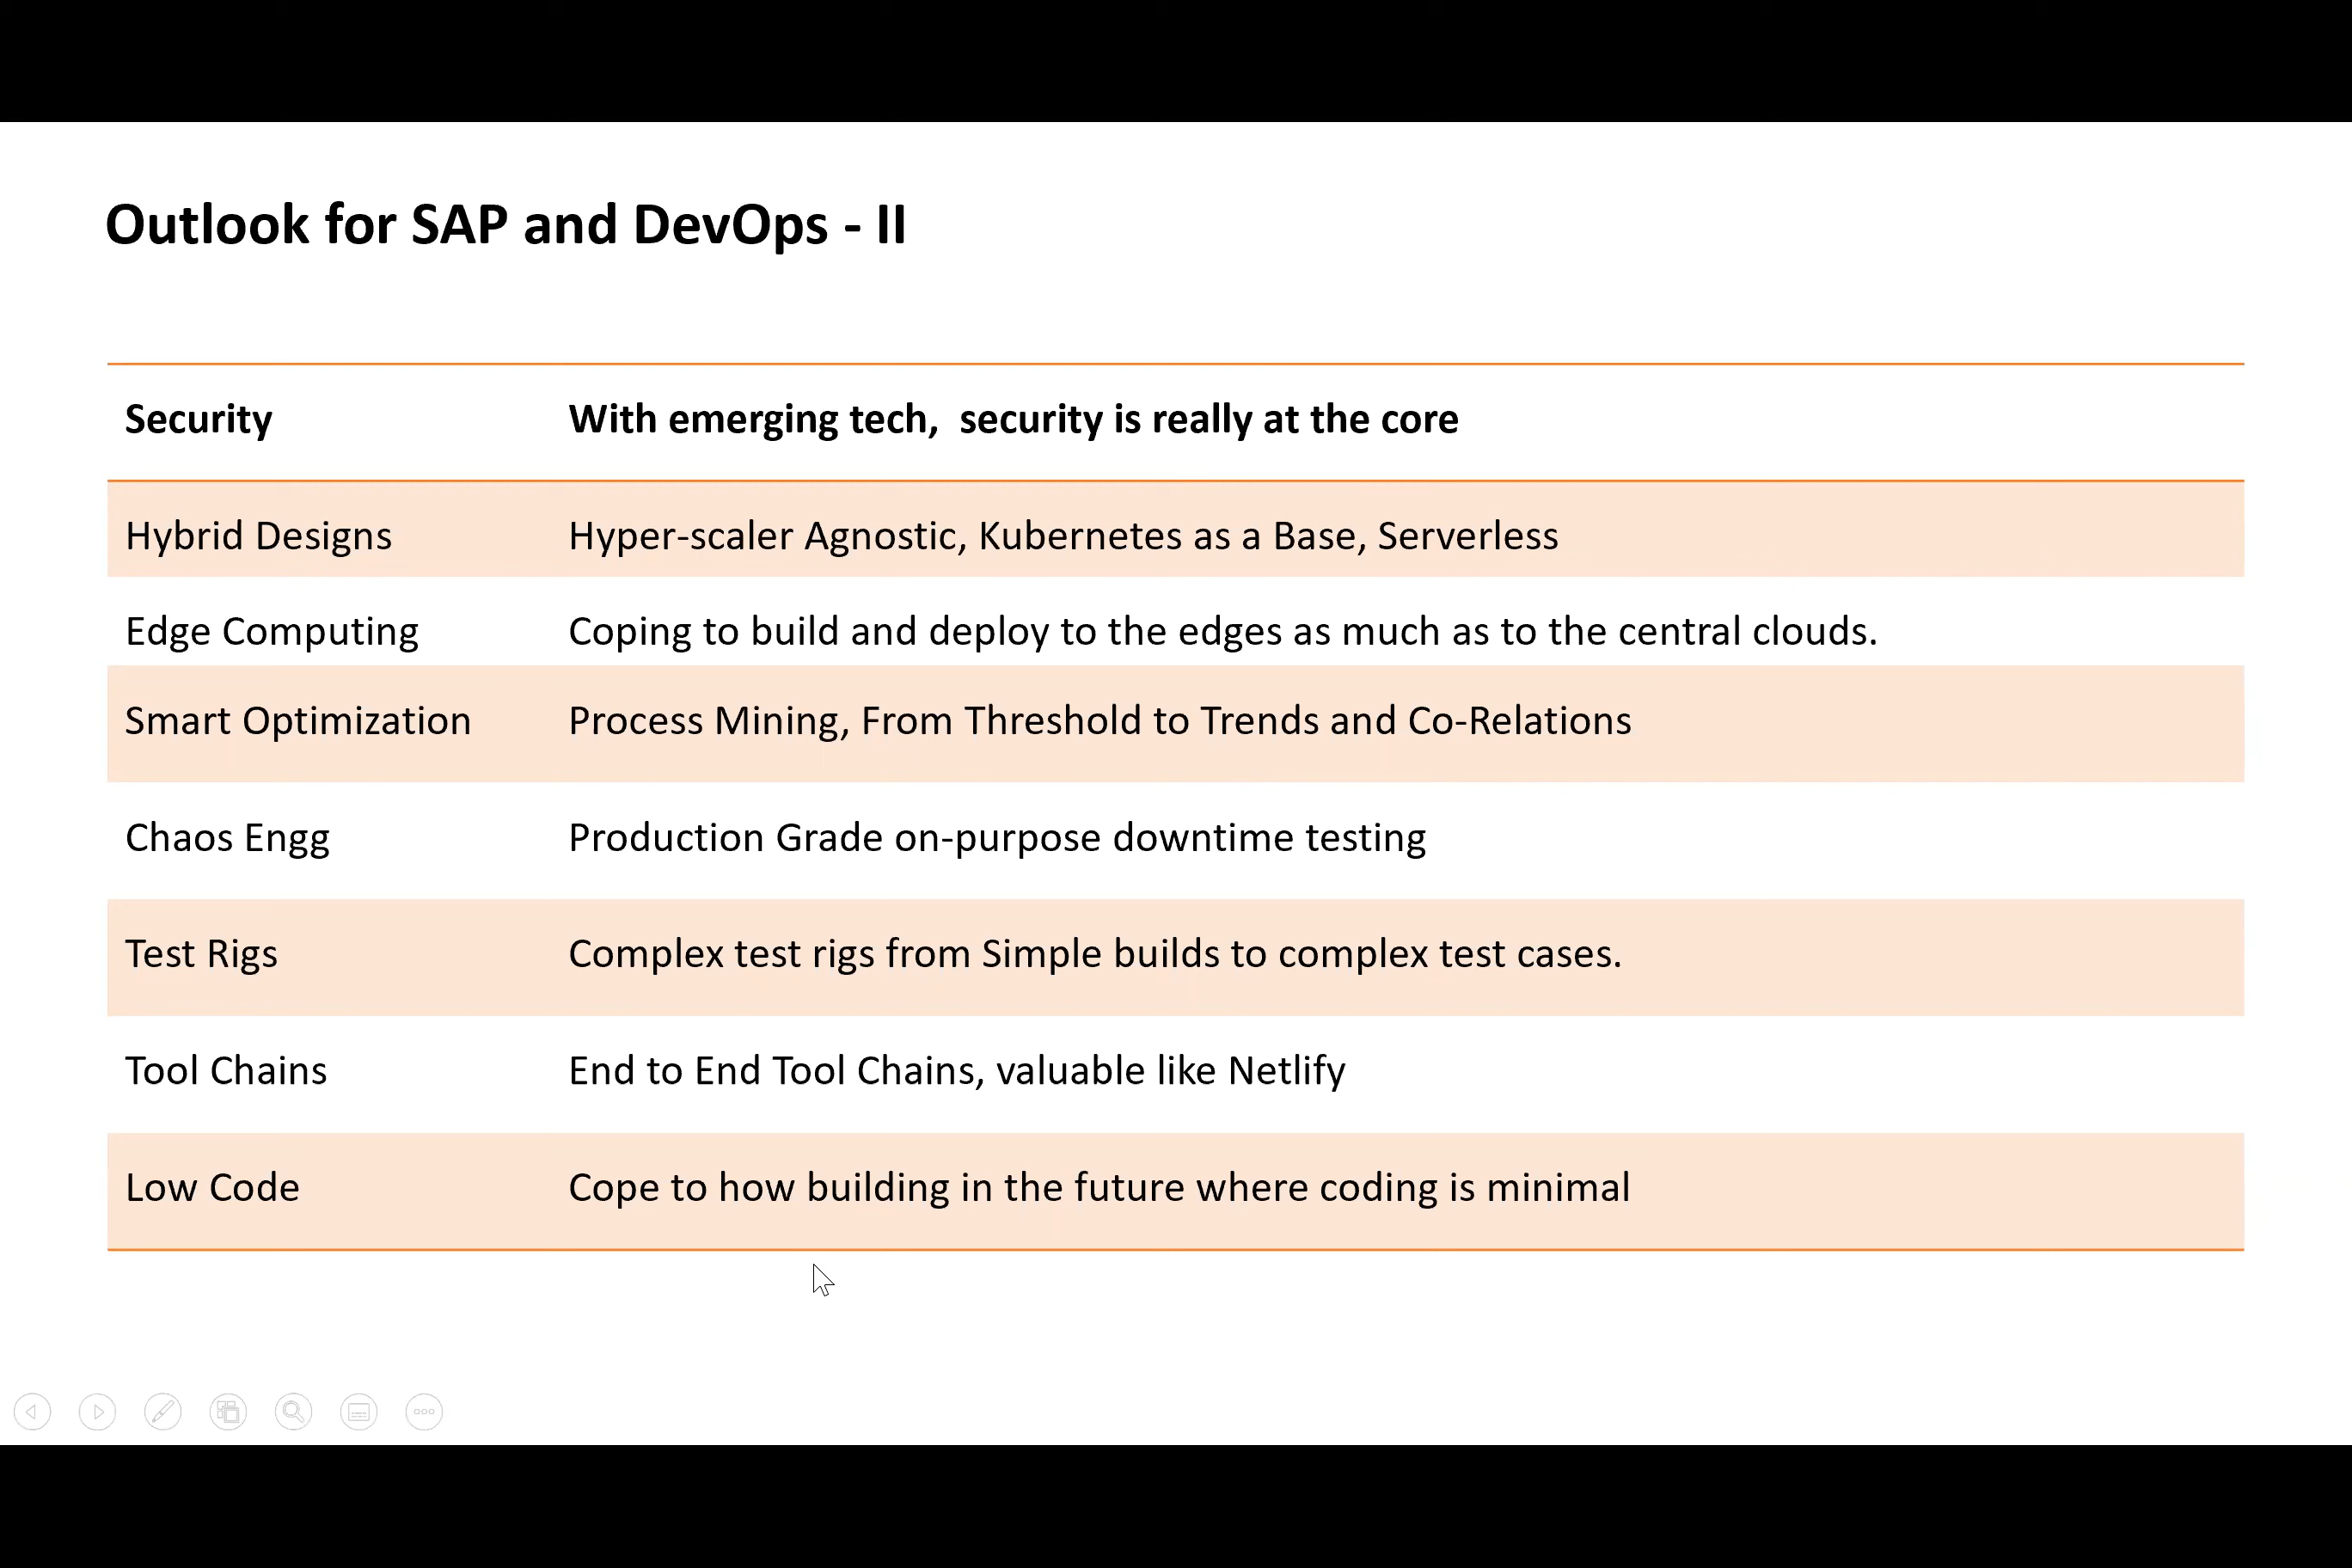 Outlook for SAP and DevOps - II
Security With emerging tech,  security is really at the core
Hybrid Designs Hyper-scaler Agnostic, Kubernetes as a Base, Serverless
Edge Computing Coping to build and deploy to the edges as much as to the central clouds.
Smart Optimization Process Mining, From Threshold to Trends and Co-Relations
Chaos Engg Production Grade on-purpose downtime testing
Test Rigs Complex test rigs from Simple builds to complex test cases.
Tool Chains End to End Tool Chains, valuable like Netlify
Low Code Cope to how building in the future where coding is minimal